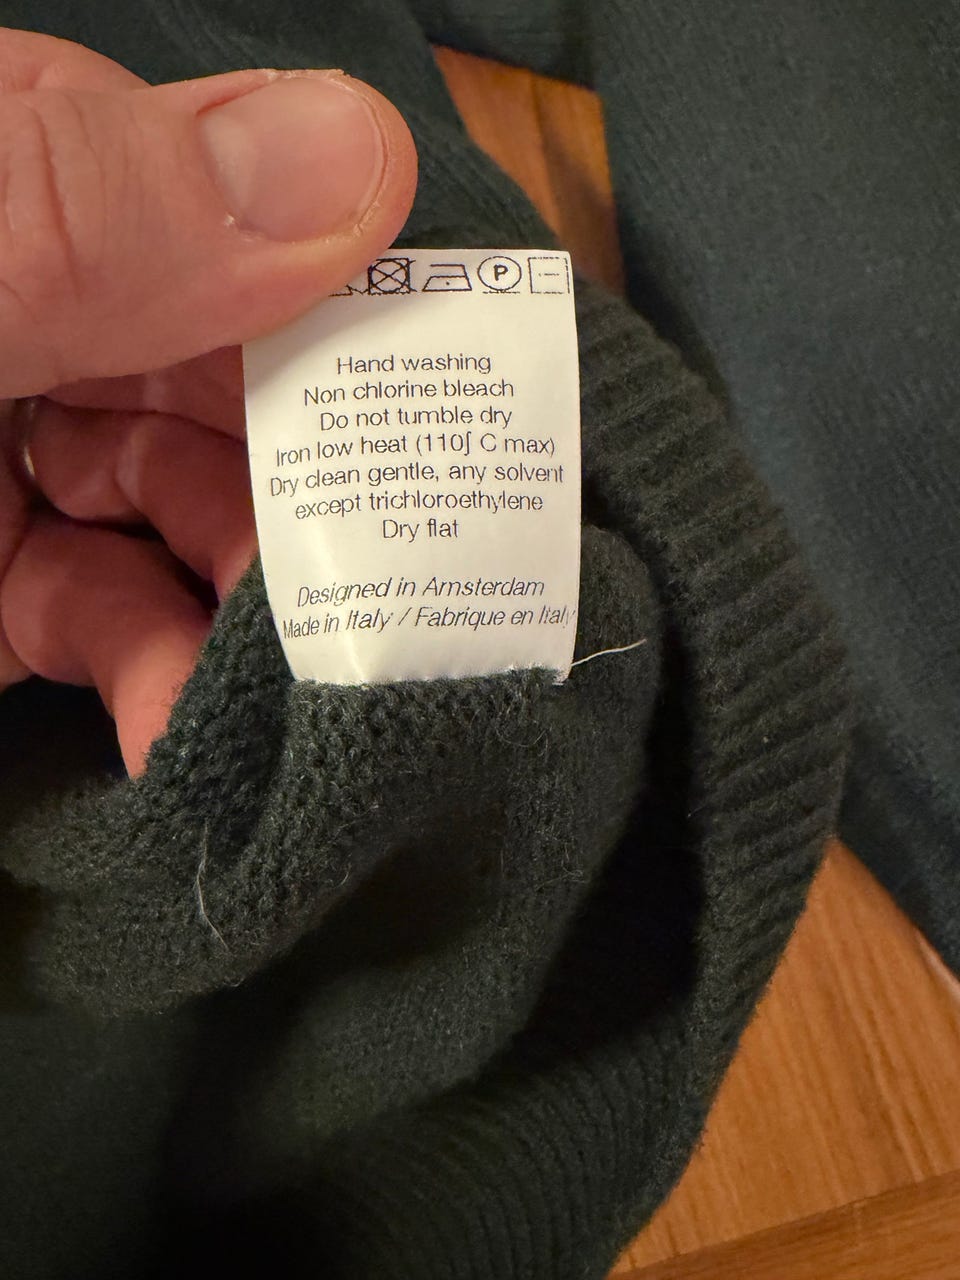 P
Hand washing
Non chlorine bleach
Do not tumble dry
Iron low heat (110∫ C max)
Dry clean gentle, any solvent
except trichloroethylene
Dry flat
Designed in Amsterdam
Made in Italy / Fabrique en Italy